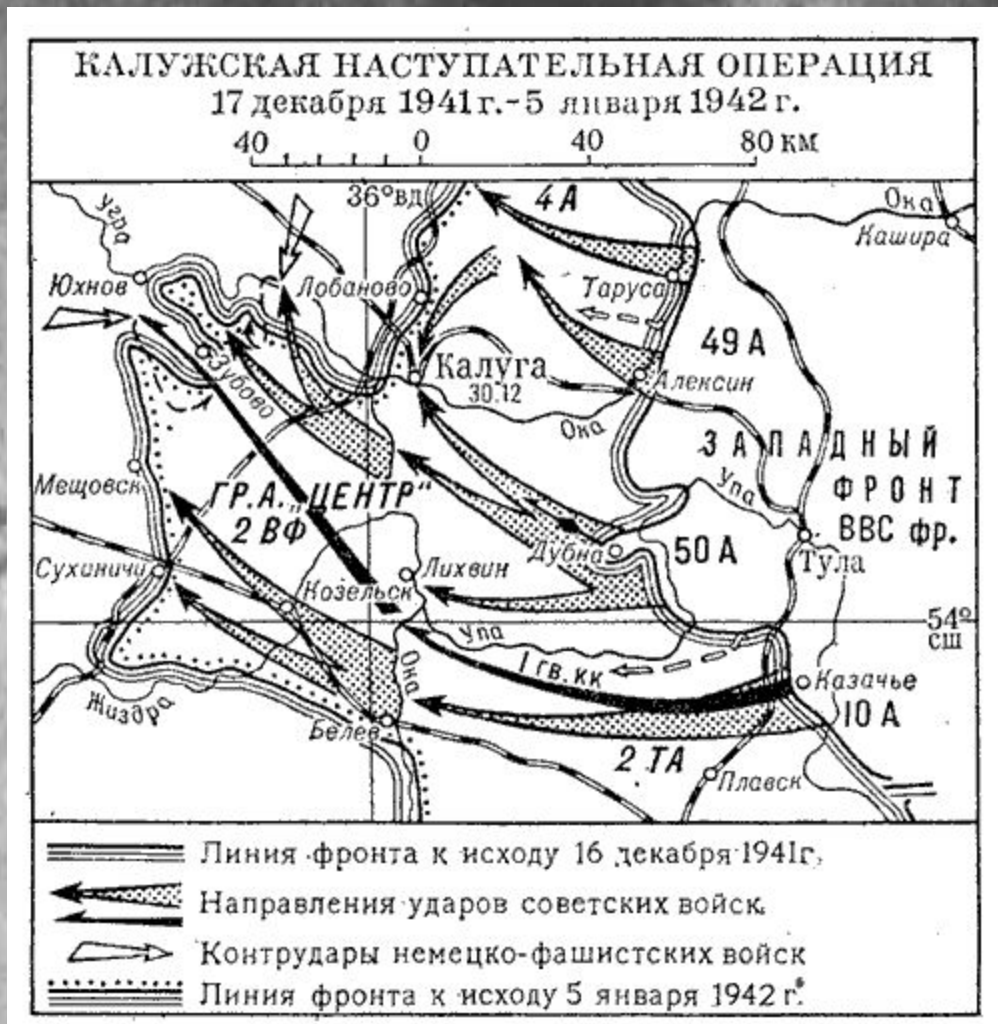 КАЛУЖСКАЯ НАСТУПАТЕЛЬНАЯ ОПЕРАЦИЯ
17 декабря 1941г.-5 января 1942 г.
40 0 40 80 км
36°вд
4 А
Ока
Кашира
Угра
Юхнов
Лобаново
Таруса
49 А
Зубово
Калуга
30.12
Алексин
Ока
ЗАПАДНЫЙ
ФРОНТ
ВВС фр.
Упа
Мещовск
ГР.А. „ЦЕНТР"
2 ВФ
Дубна
50 А
Тула
Сухиничи
Козельск
Лихвин
54°
сш
Упа
1 гв. кк
Ока
Казачье
10 А
Жиздра
Белев
2 ТА
Плавск
Линия фронта к исходу 16 декабря 1941г.
Направления ударов советских войск
Контрудары немецко-фашистских войск
Линия фронта к исходу 5 января 1942 г.